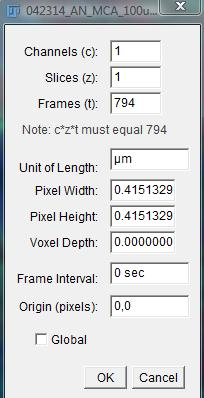 042314_AN_MCA_100u...
Channels (c): 1
Slices (z): 1
Frames (t): 794
Note: c*z*t must equal 794
Unit of Length: µm
Pixel Width: 0.4151329
Pixel Height: 0.4151329
Voxel Depth: 0.0000000
Frame Interval: 0 sec
Origin (pixels): 0,0
Global
OK Cancel